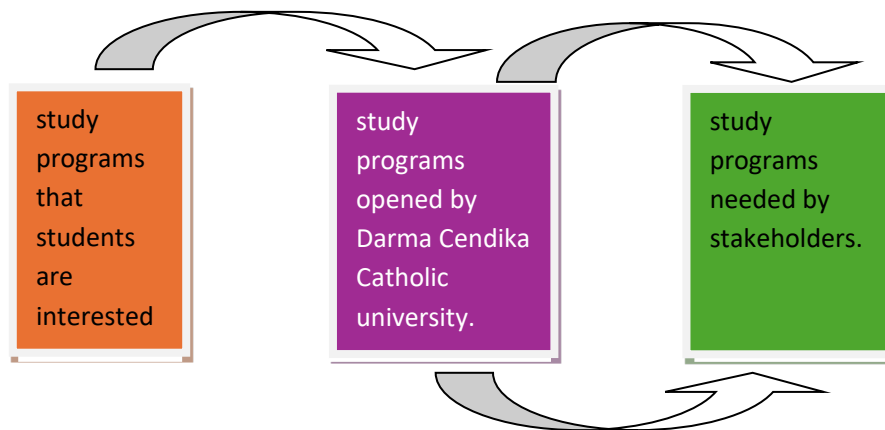 study
programs
that
students
are
interested
study
programs
opened by
Darma Cendika
Catholic
university.
study
programs
needed by
stakeholders.